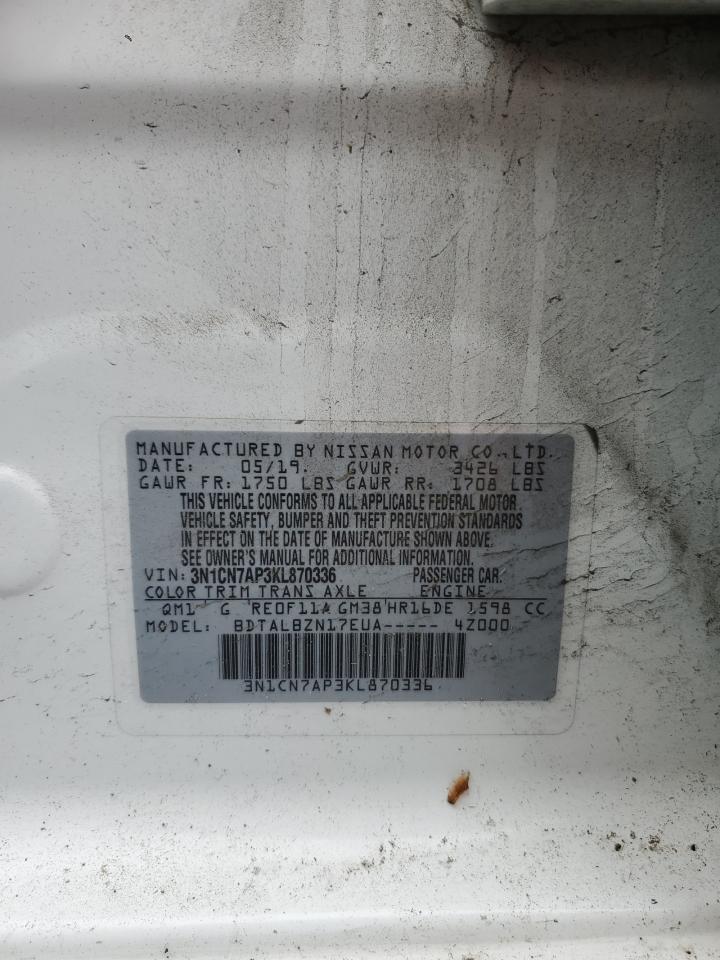 MANUFACTURED BY NISSAN MOTOR CO., LTD.
DATE: 05/19. GVWR: 3426 LBS
GAWR FR: 1750 LBS GAWR RR: 1708 LBS
THIS VEHICLE CONFORMS TO ALL APPLICABLE FEDERAL MOTOR
VEHICLE SAFETY, BUMPER AND THEFT PREVENTION STANDARDS
IN EFFECT ON THE DATE OF MANUFACTURE SHOWN ABOVE.
SEE OWNER'S MANUAL FOR ADDITIONAL INFORMATION.
VIN: 3N1CN7AP3KL870336 PASSENGER CAR.
COLOR TRIM TRANS AXLE ENGINE
QM1 G RE0F11A GM38 HR16DE 1598 CC
MODEL: BDTALBZN17EUA----- 4Z000
3N1CN7AP3KL870336